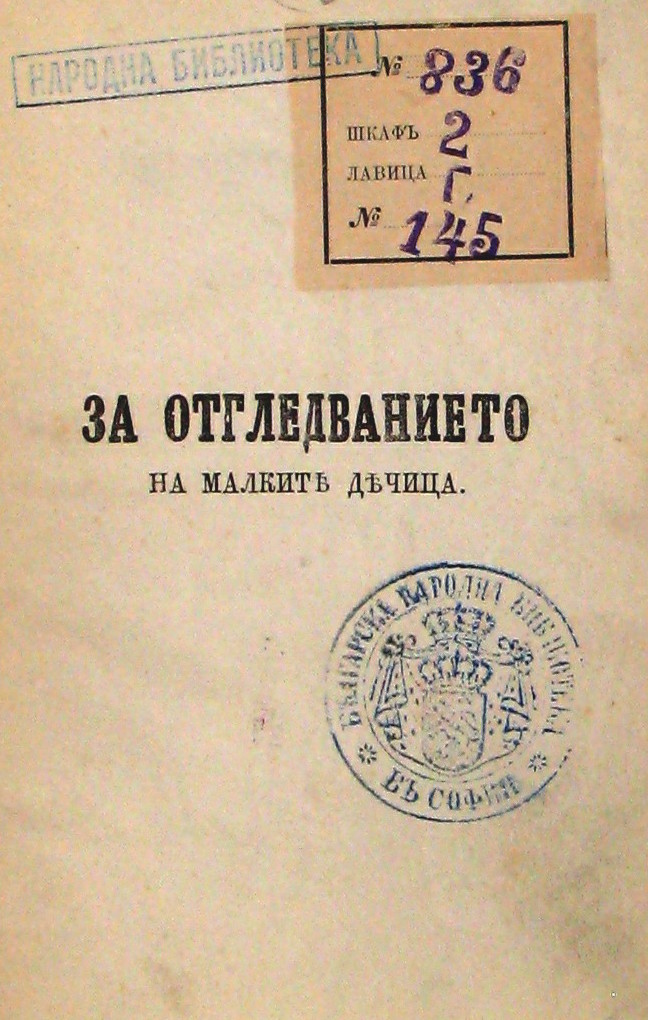 НАРОДНА БИБЛИОТЕКА
№ 836
ШКАФЪ 2
ЛАВИЦА Г.
№ 145
ЗА ОТГЛЕДВАНИЕТО
НА МАЛКИТѢ ДѢЧИЦА.
БЪЛГАРСКА НАРОДНА БИБЛИОТЕКА
ВЪ СОФИЯ